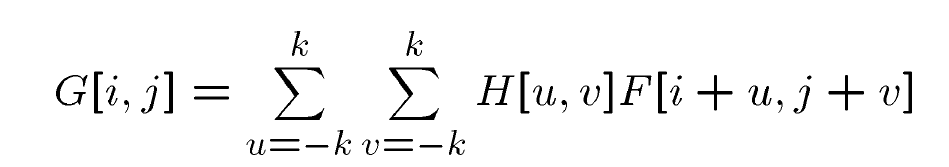 G[i, j] = \sum_{u=-k}^{k} \sum_{v=-k}^{k} H[u, v]F[i + u, j + v]